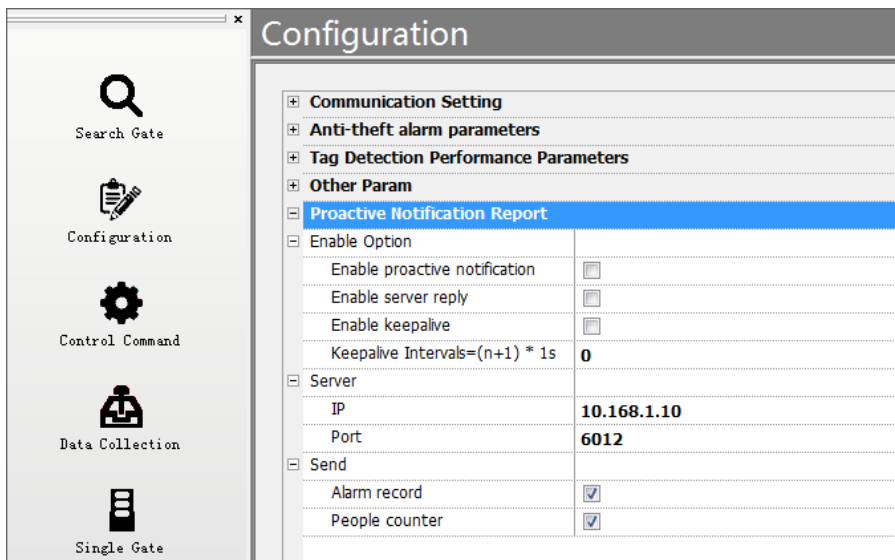 Configuration
Search Gate
Configuration
Control Command
Data Collection
Single Gate
Communication Setting
Anti-theft alarm parameters
Tag Detection Performance Parameters
Other Param
Proactive Notification Report
Enable Option
Enable proactive notification
Enable server reply
Enable keepalive
Keepalive Intervals=(n+1) * 1s 0
Server
IP 10.168.1.10
Port 6012
Send
Alarm record
People counter